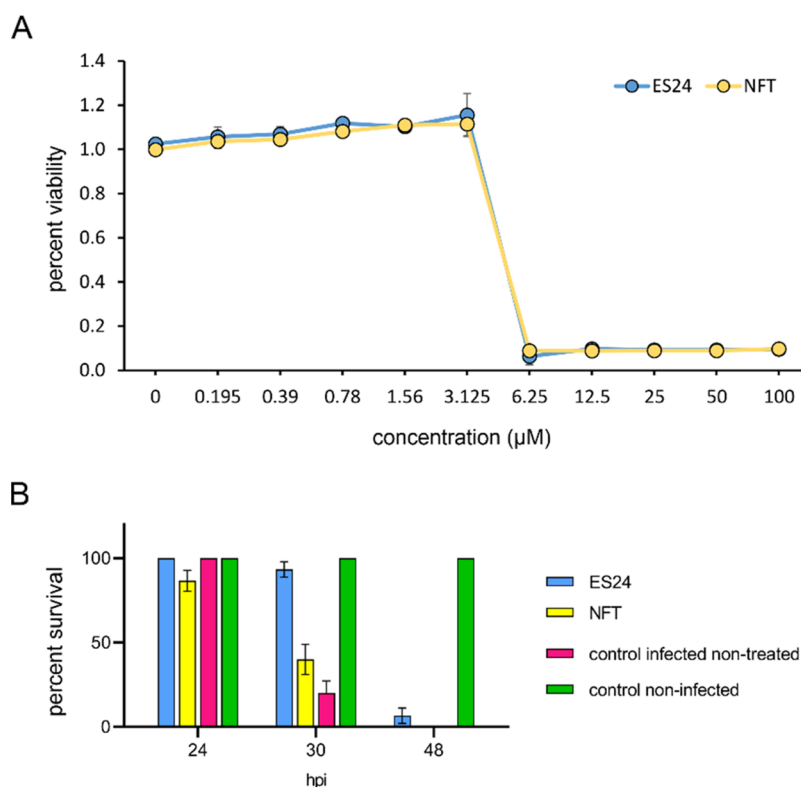 A
1.4
1.2
1.0
0.8
0.6
0.4
0.2
0.0
percent viability
ES24 NFT
0 0.195 0.39 0.78 1.56 3.125 6.25 12.5 25 50 100
concentration (µM)
B
100
50
0
percent survival
24 30 48
hpi
ES24
NFT
control infected non-treated
control non-infected